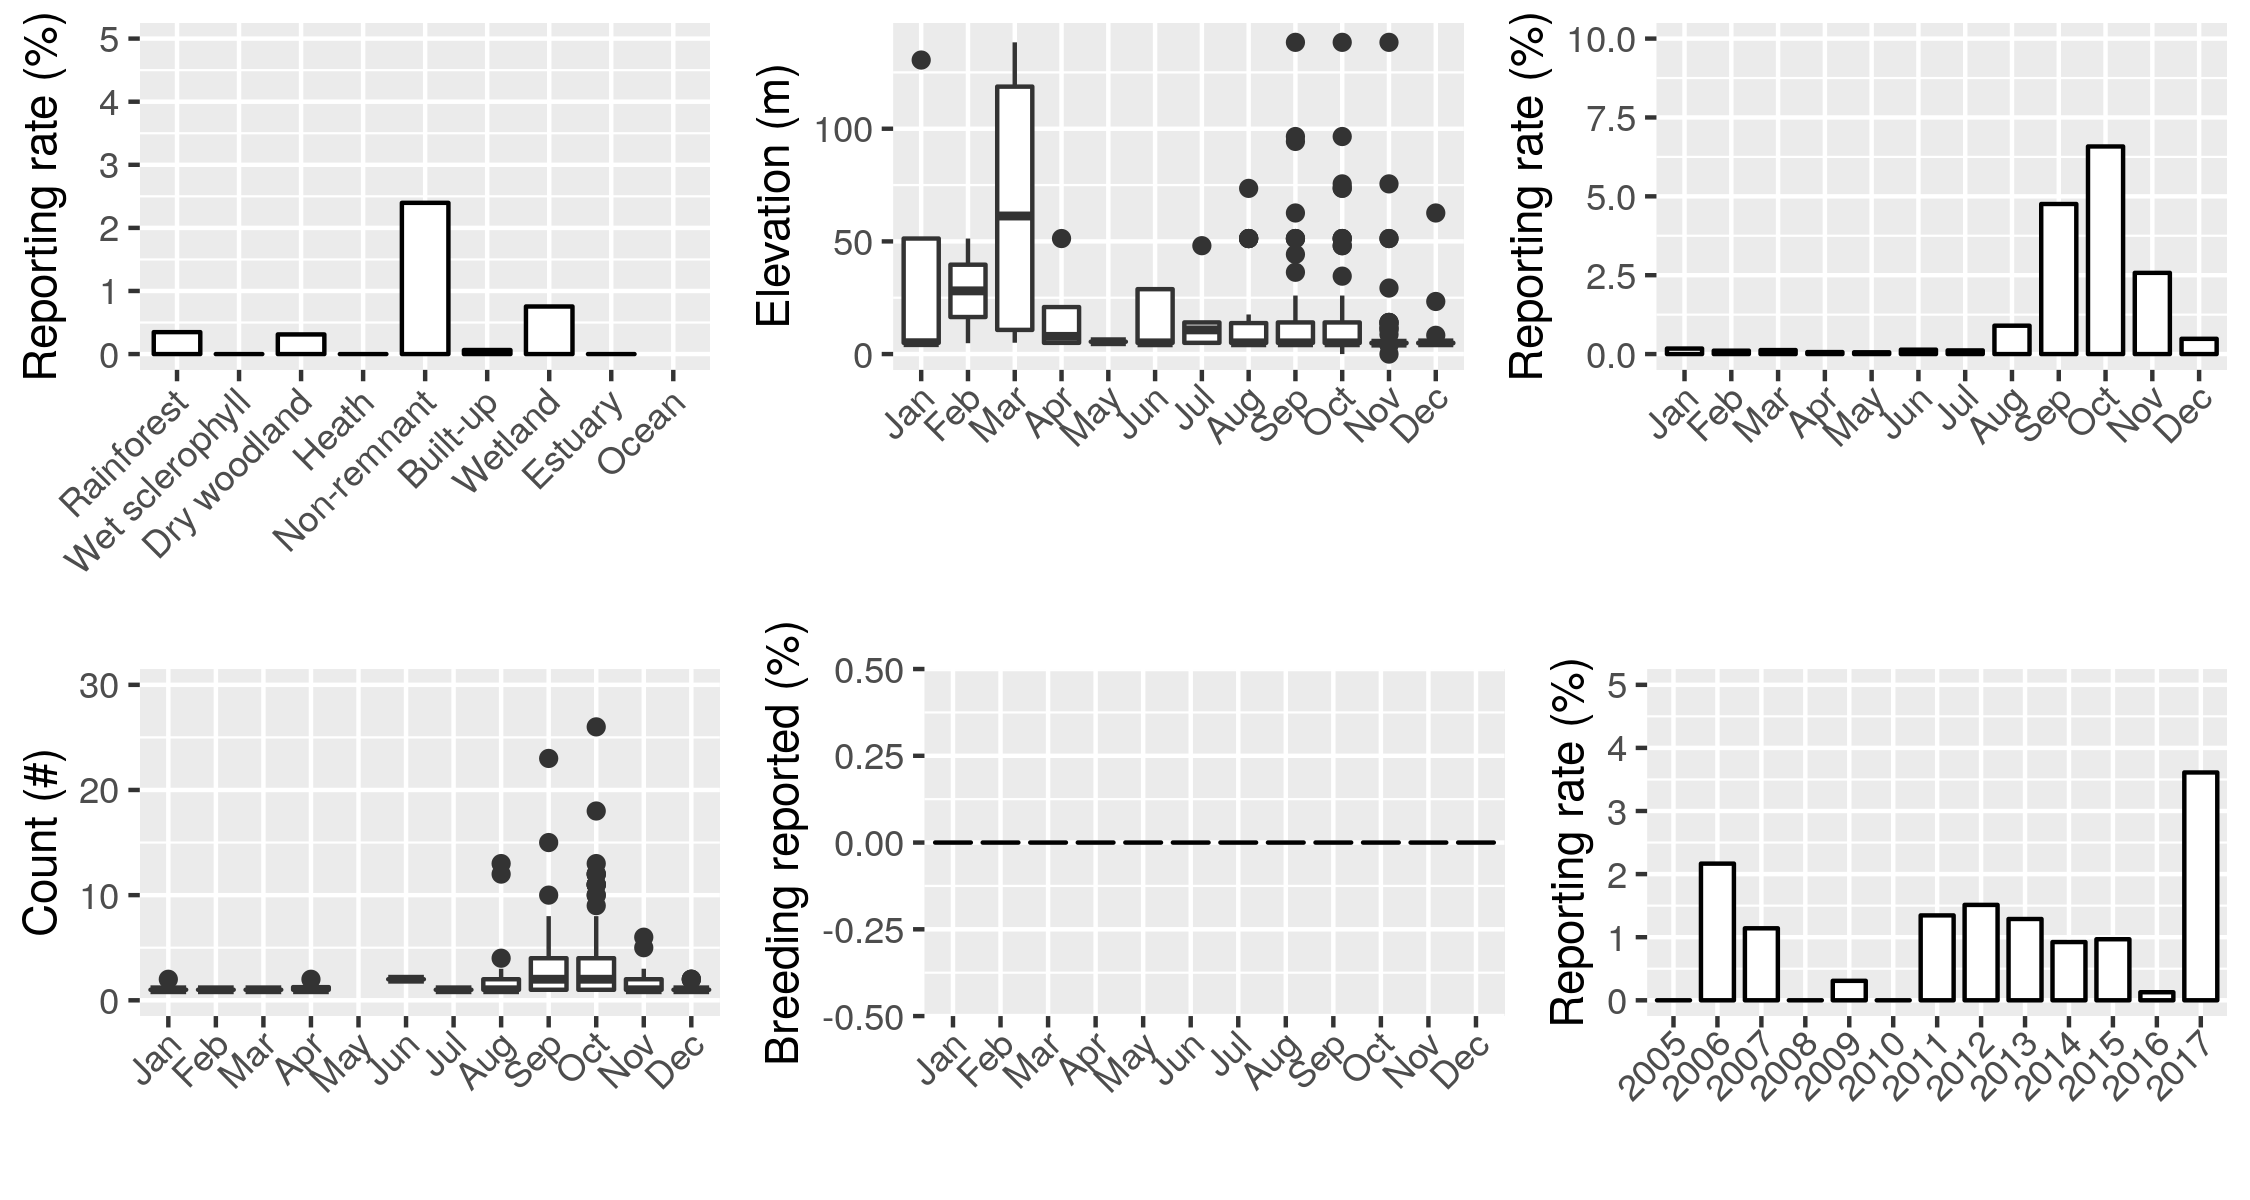 Reporting rate (%)
5
4
3
2
1
0
Rainforest
Wet sclerophyll
Dry woodland
Heath
Non-remnant
Built-up
Wetland
Estuary
Ocean
Elevation (m)
100
50
0
Jan
Feb
Mar
Apr
May
Jun
Jul
Aug
Sep
Oct
Nov
Dec
Reporting rate (%)
10.0
7.5
5.0
2.5
0.0
Jan
Feb
Mar
Apr
May
Jun
Jul
Aug
Sep
Oct
Nov
Dec
Count (#)
30
20
10
0
Jan
Feb
Mar
Apr
May
Jun
Jul
Aug
Sep
Oct
Nov
Dec
Breeding reported (%)
0.50
0.25
0.00
-0.25
-0.50
Jan
Feb
Mar
Apr
May
Jun
Jul
Aug
Sep
Oct
Nov
Dec
Reporting rate (%)
5
4
3
2
1
0
2005
2006
2007
2008
2009
2010
2011
2012
2013
2014
2015
2016
2017